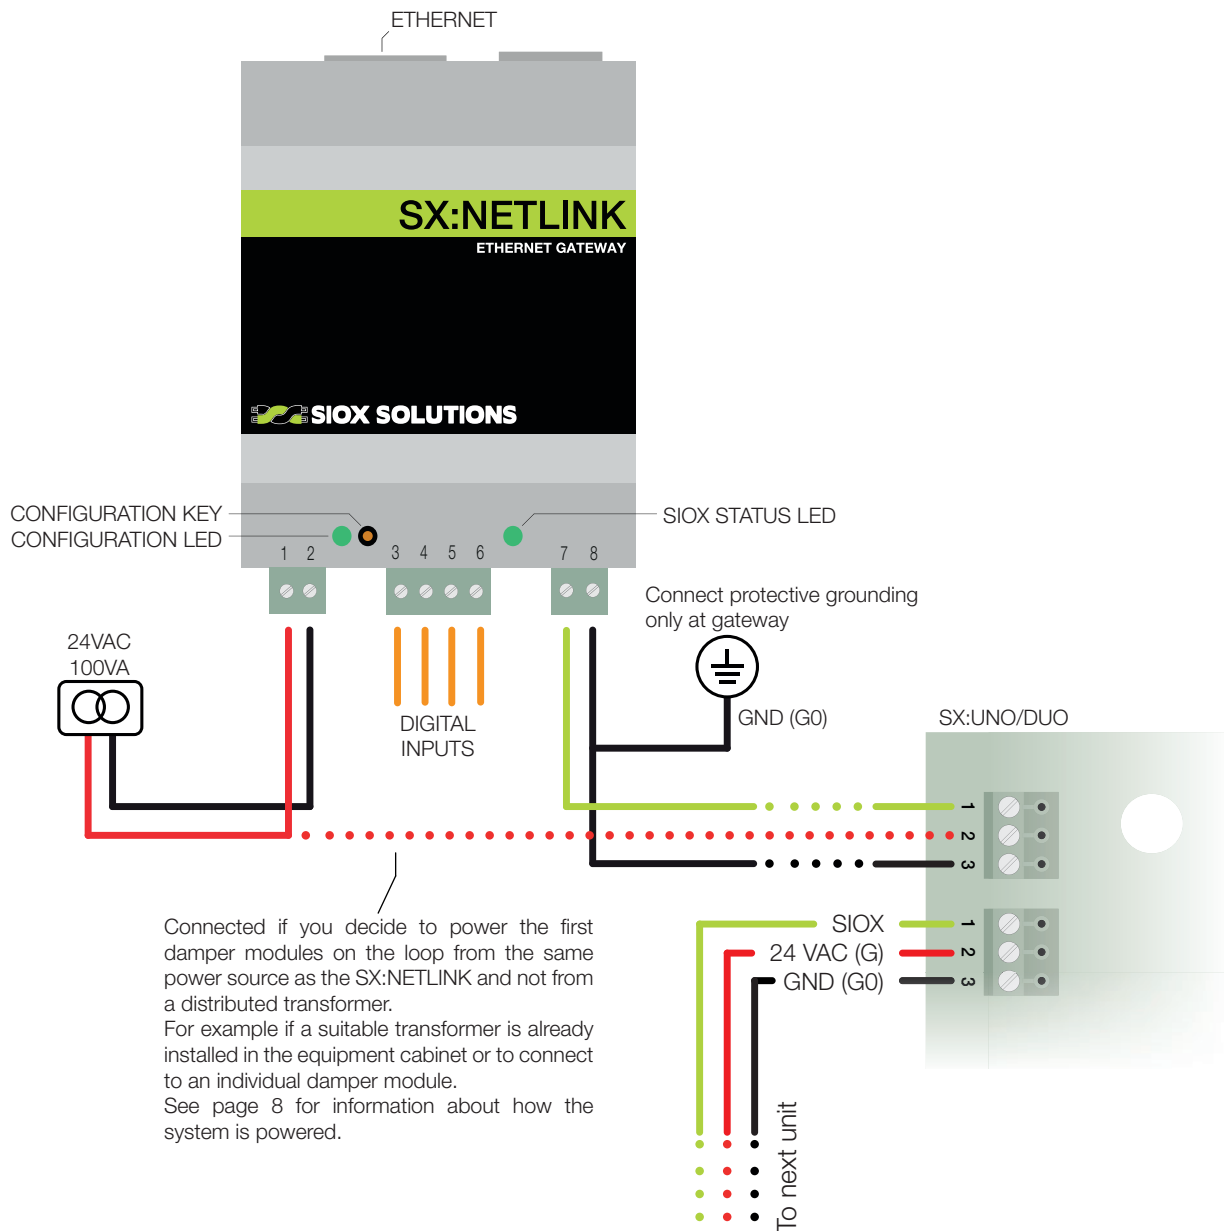 ETHERNET
SX:NETLINK
ETHERNET GATEWAY
SIOX SOLUTIONS
CONFIGURATION KEY
CONFIGURATION LED
SIOX STATUS LED
1 2 3 4 5 6 7 8
Connect protective grounding
only at gateway
24VAC
100VA
DIGITAL
INPUTS
GND (G0)
SX:UNO/DUO
1
2
3
Connected if you decide to power the first
damper modules on the loop from the same
power source as the SX:NETLINK and not from
a distributed transformer.
For example if a suitable transformer is already
installed in the equipment cabinet or to connect
to an individual damper module.
See page 8 for information about how the
system is powered.
SIOX 1
24 VAC (G) 2
GND (G0) 3
To next unit